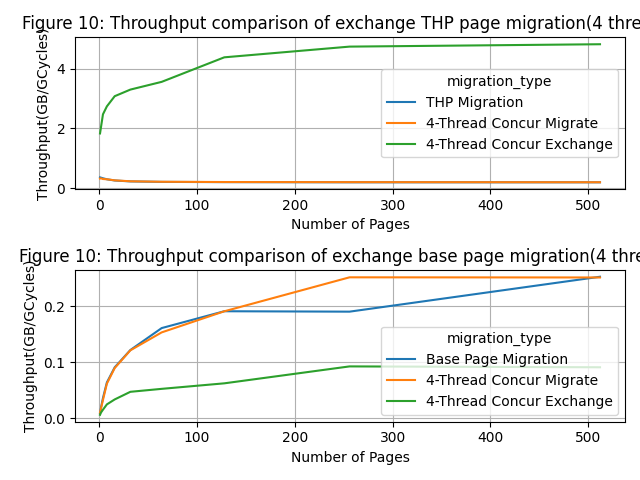 Figure 10: Throughput comparison of exchange THP page migration(4 thre
Throughput(GB/GCycles)
4
2
0
migration_type
THP Migration
4-Thread Concur Migrate
4-Thread Concur Exchange
0 100 200 300 400 500
Number of Pages
Figure 10: Throughput comparison of exchange base page migration(4 thre
Throughput(GB/GCycles)
0.2
0.1
0.0
migration_type
Base Page Migration
4-Thread Concur Migrate
4-Thread Concur Exchange
0 100 200 300 400 500
Number of Pages